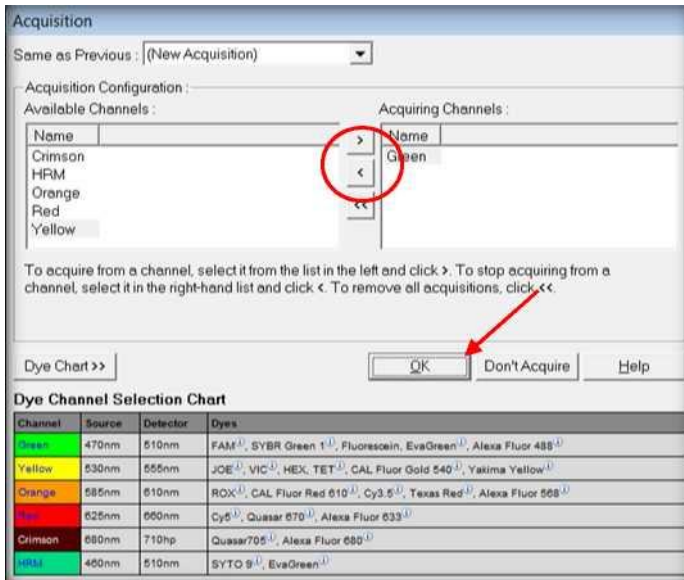 Acquisition
Same as Previous : (New Acquisition)
Acquisition Configuration :
Available Channels :
Acquiring Channels :
Name
>
Name
Crimson
Green
HRM
<
Orange
Red
<<
Yellow
To acquire from a channel, select it from the list in the left and click >. To stop acquiring from a
channel, select it in the right-hand list and click <. To remove all acquisitions, click <<.
Dye Chart >>
OK
Don't Acquire
Help
Dye Channel Selection Chart
Channel Source Detector Dyes
Green 470nm 510nm FAM, SYBR Green 1, Fluorescein, EvaGreen, Alexa Fluor 488
Yellow 530nm 555nm JOE, VIC, HEX, TET, CAL Fluor Gold 540, Yakima Yellow
Orange 585nm 610nm ROX, CAL Fluor Red 610, Cy3.5, Texas Red, Alexa Fluor 568
Red 625nm 660nm Cy5, Quasar 670, Alexa Fluor 633
Crimson 680nm 710hp Quasar705, Alexa Fluor 680
HRM 460nm 510nm SYTO 9, EvaGreen